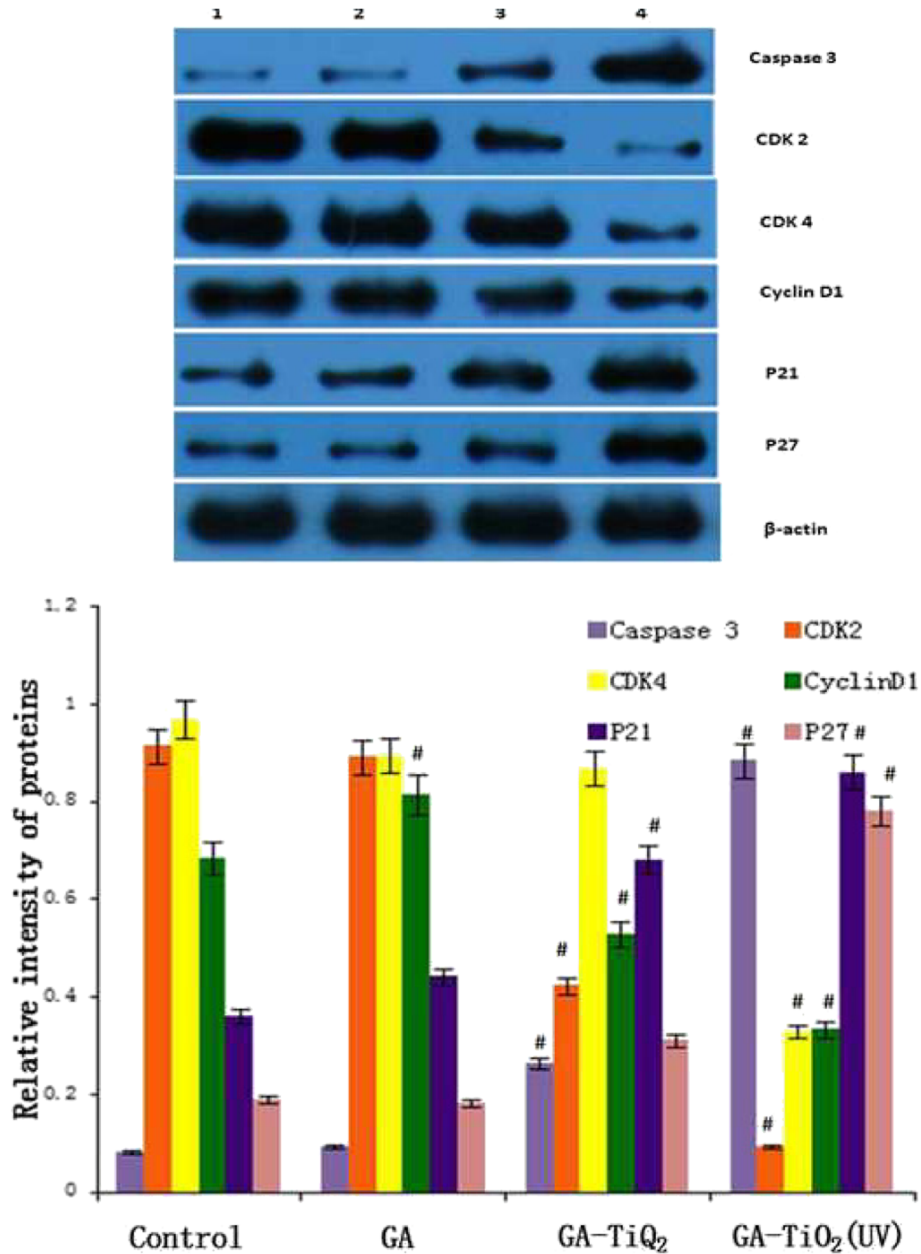 1 2 3 4
Caspase 3
CDK 2
CDK 4
Cyclin D1
P21
P27
β-actin
Relative intensity of proteins
1.2
1
0.8
0.6
0.4
0.2
0
Caspase 3 CDK2
CDK4 CyclinD1
P21 P27 #
# #
# #
# #
# # #
#
Control GA GA-TiQ₂ GA-TiO₂(UV)